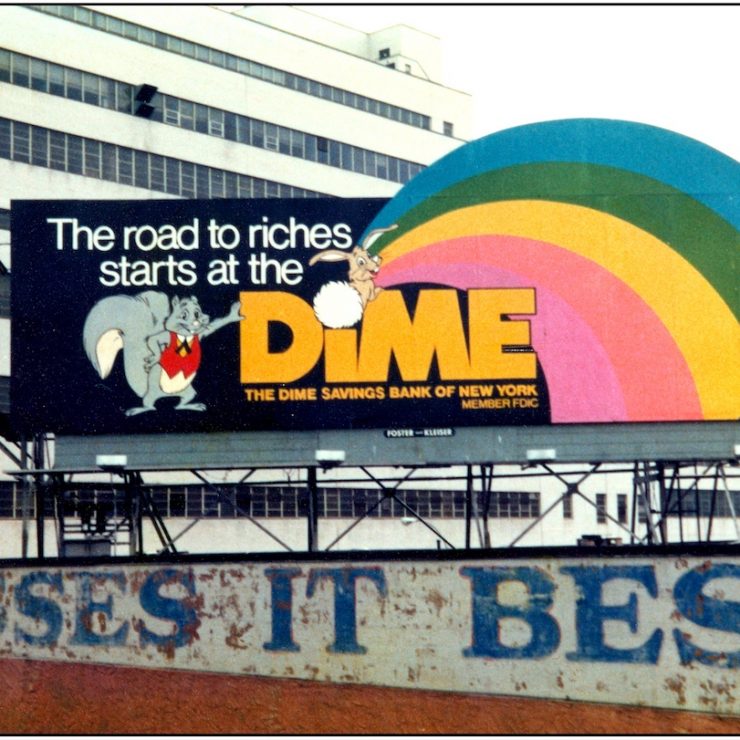 The road to riches
starts at the
DiME
THE DIME SAVINGS BANK OF NEW YORK
MEMBER FDIC
FOSTER — KLEISER
SES IT BES